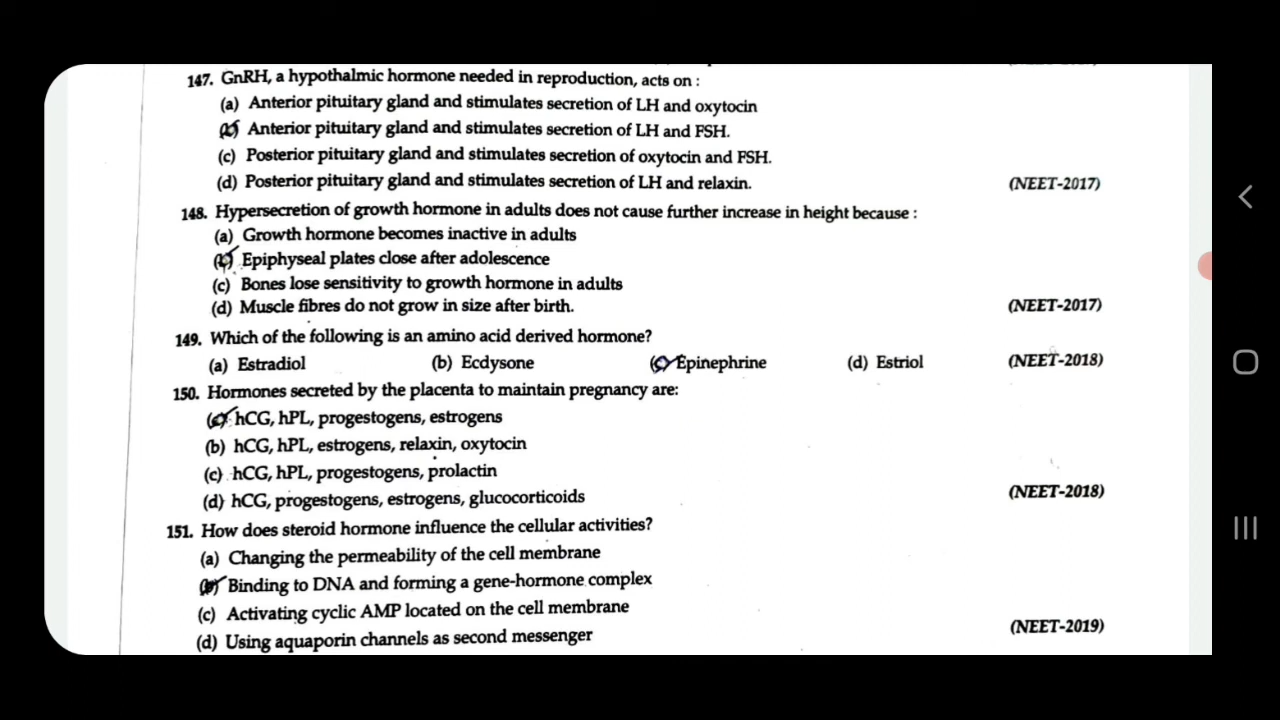 147. GnRH, a hypothalmic hormone needed in reproduction, acts on :
(a) Anterior pituitary gland and stimulates secretion of LH and oxytocin
(b) Anterior pituitary gland and stimulates secretion of LH and FSH.
(c) Posterior pituitary gland and stimulates secretion of oxytocin and FSH.
(d) Posterior pituitary gland and stimulates secretion of LH and relaxin. (NEET-2017)
148. Hypersecretion of growth hormone in adults does not cause further increase in height because :
(a) Growth hormone becomes inactive in adults
(b) Epiphyseal plates close after adolescence
(c) Bones lose sensitivity to growth hormone in adults
(d) Muscle fibres do not grow in size after birth. (NEET-2017)
149. Which of the following is an amino acid derived hormone?
(a) Estradiol (b) Ecdysone (c) Epinephrine (d) Estriol (NEET-2018)
150. Hormones secreted by the placenta to maintain pregnancy are:
(a) hCG, hPL, progestogens, estrogens
(b) hCG, hPL, estrogens, relaxin, oxytocin
(c) hCG, hPL, progestogens, prolactin
(d) hCG, progestogens, estrogens, glucocorticoids (NEET-2018)
151. How does steroid hormone influence the cellular activities?
(a) Changing the permeability of the cell membrane
(b) Binding to DNA and forming a gene-hormone complex
(c) Activating cyclic AMP located on the cell membrane
(d) Using aquaporin channels as second messenger (NEET-2019)